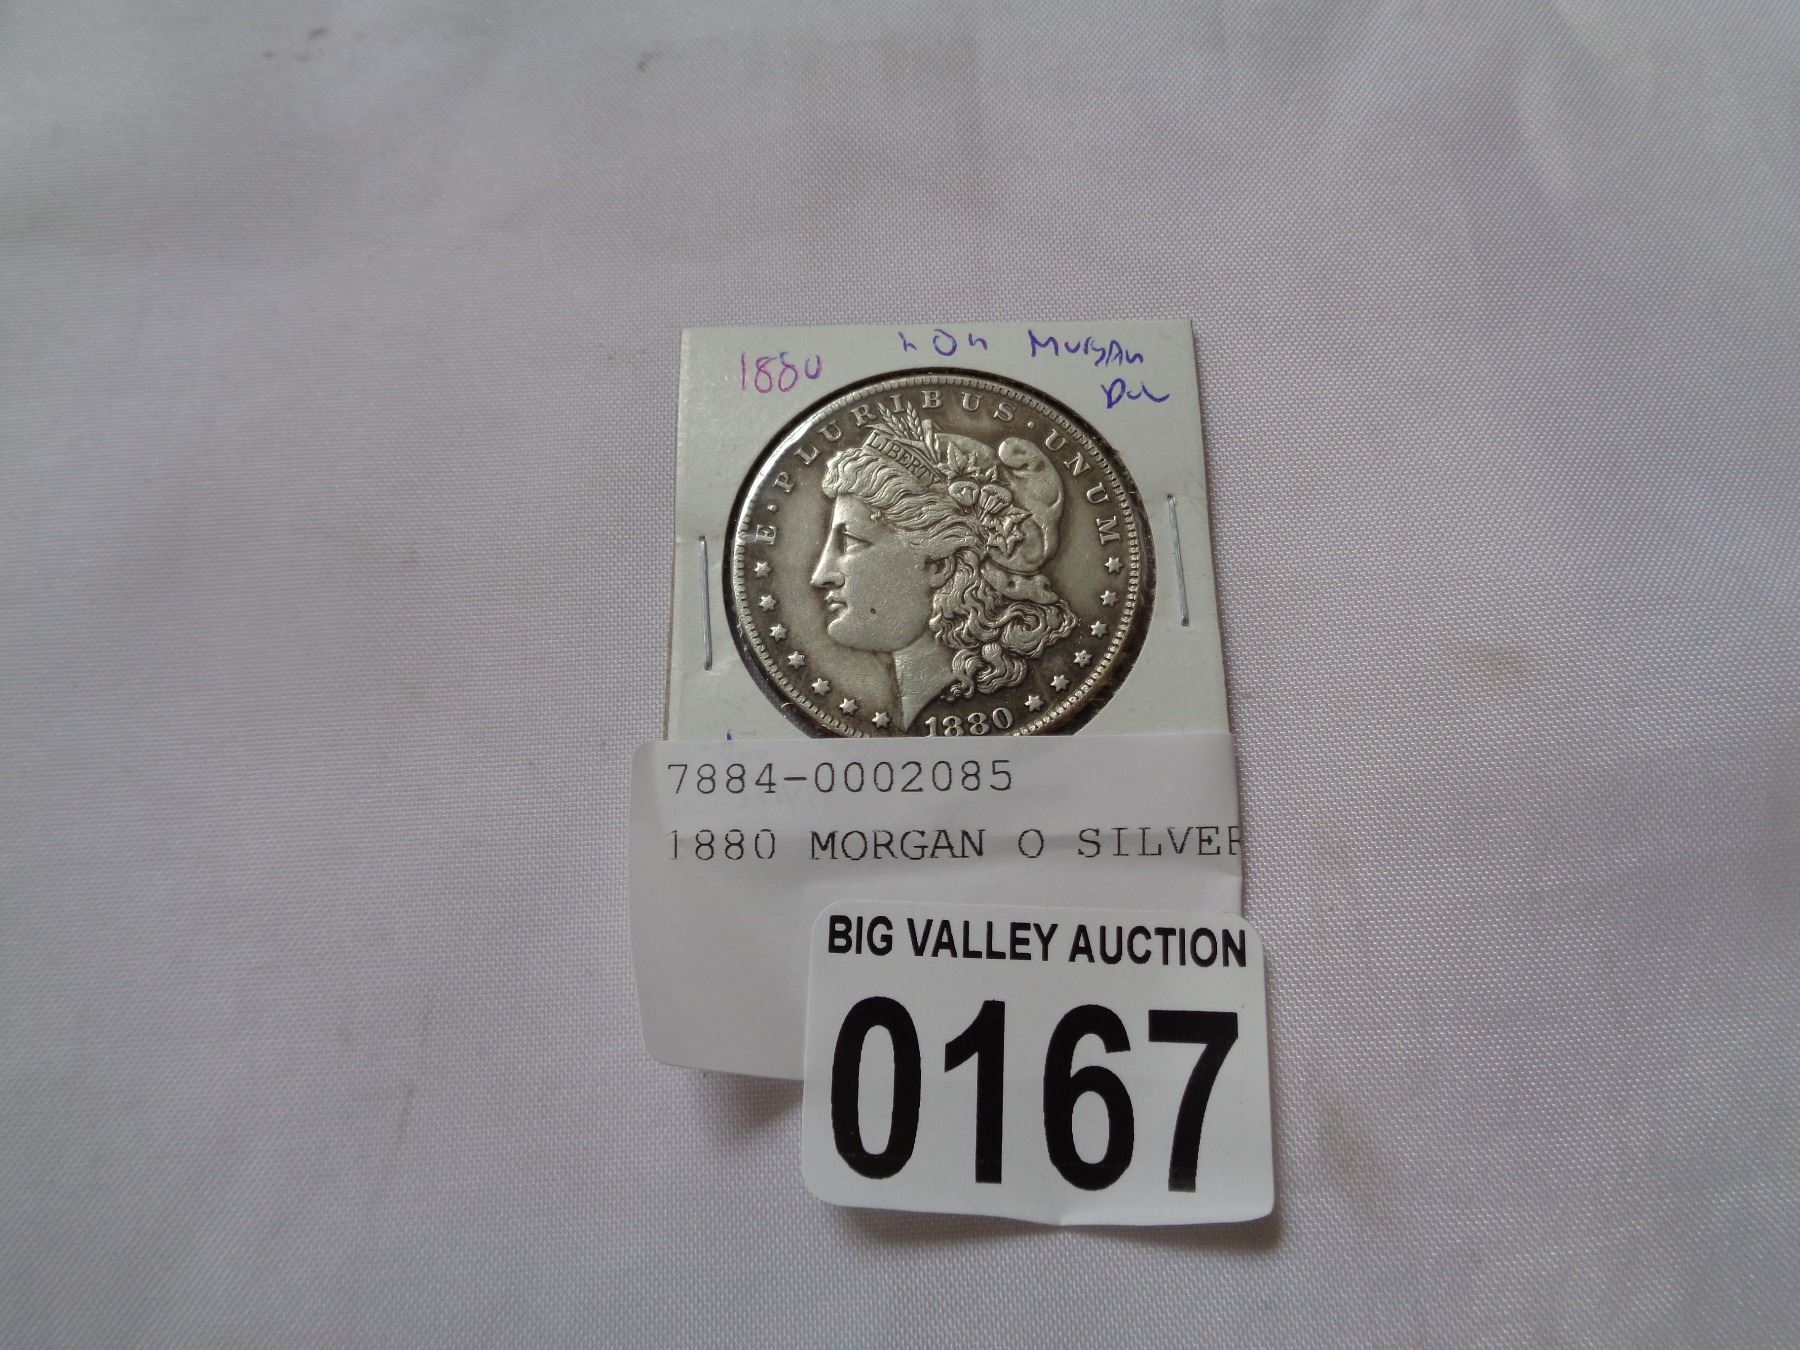 1880 "O" Morgan
Dol
E · PLURIBUS · UNUM
LIBERTY
1880
7884-0002085
1880 MORGAN O SILVER
BIG VALLEY AUCTION
0167